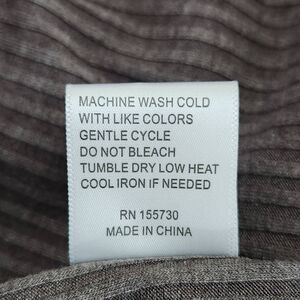 MACHINE WASH COLD
WITH LIKE COLORS
GENTLE CYCLE
DO NOT BLEACH
TUMBLE DRY LOW HEAT
COOL IRON IF NEEDED
RN 155730
MADE IN CHINA